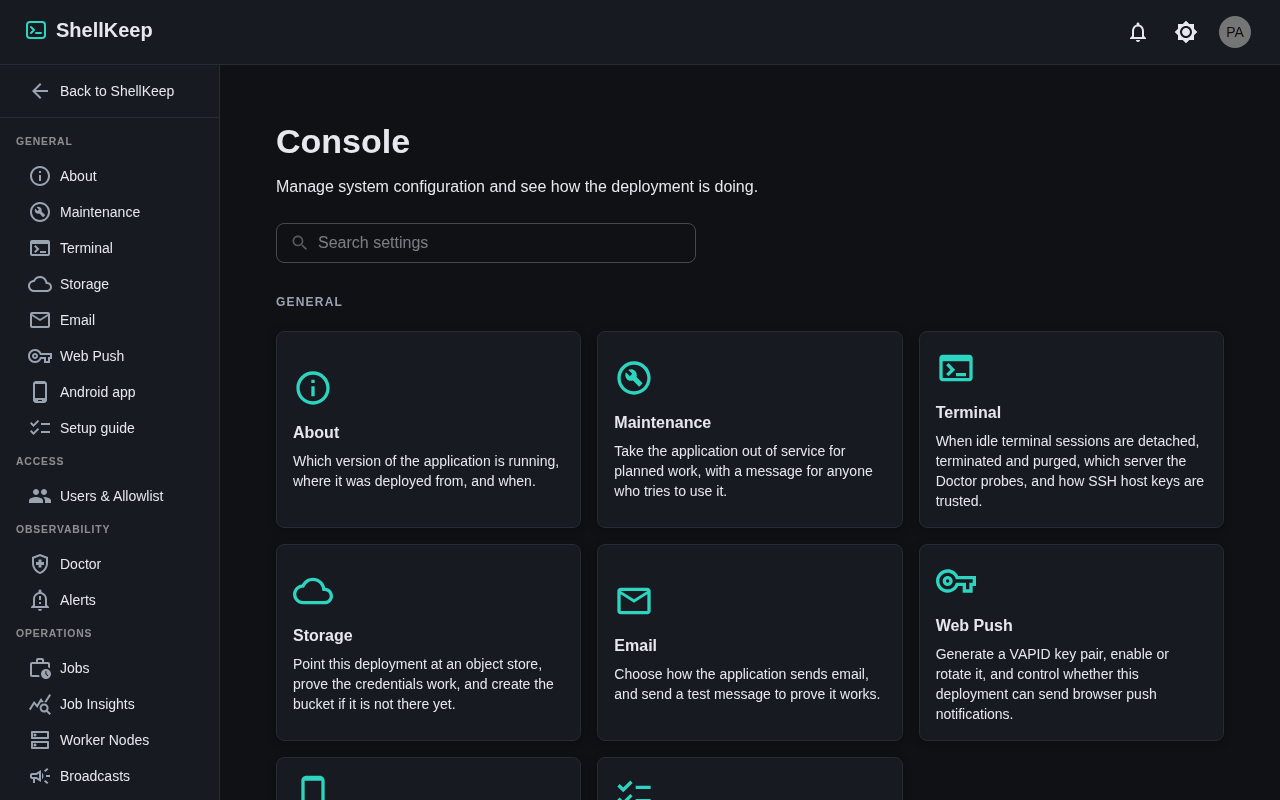 ShellKeep
PA
Back to ShellKeep
GENERAL
About
Maintenance
Terminal
Storage
Email
Web Push
Android app
Setup guide
ACCESS
Users & Allowlist
OBSERVABILITY
Doctor
Alerts
OPERATIONS
Jobs
Job Insights
Worker Nodes
Broadcasts
Console
Manage system configuration and see how the deployment is doing.
Search settings
GENERAL
About
Which version of the application is running,
where it was deployed from, and when.
Maintenance
Take the application out of service for
planned work, with a message for anyone
who tries to use it.
Terminal
When idle terminal sessions are detached,
terminated and purged, which server the
Doctor probes, and how SSH host keys are
trusted.
Storage
Point this deployment at an object store,
prove the credentials work, and create the
bucket if it is not there yet.
Email
Choose how the application sends email,
and send a test message to prove it works.
Web Push
Generate a VAPID key pair, enable or
rotate it, and control whether this
deployment can send browser push
notifications.